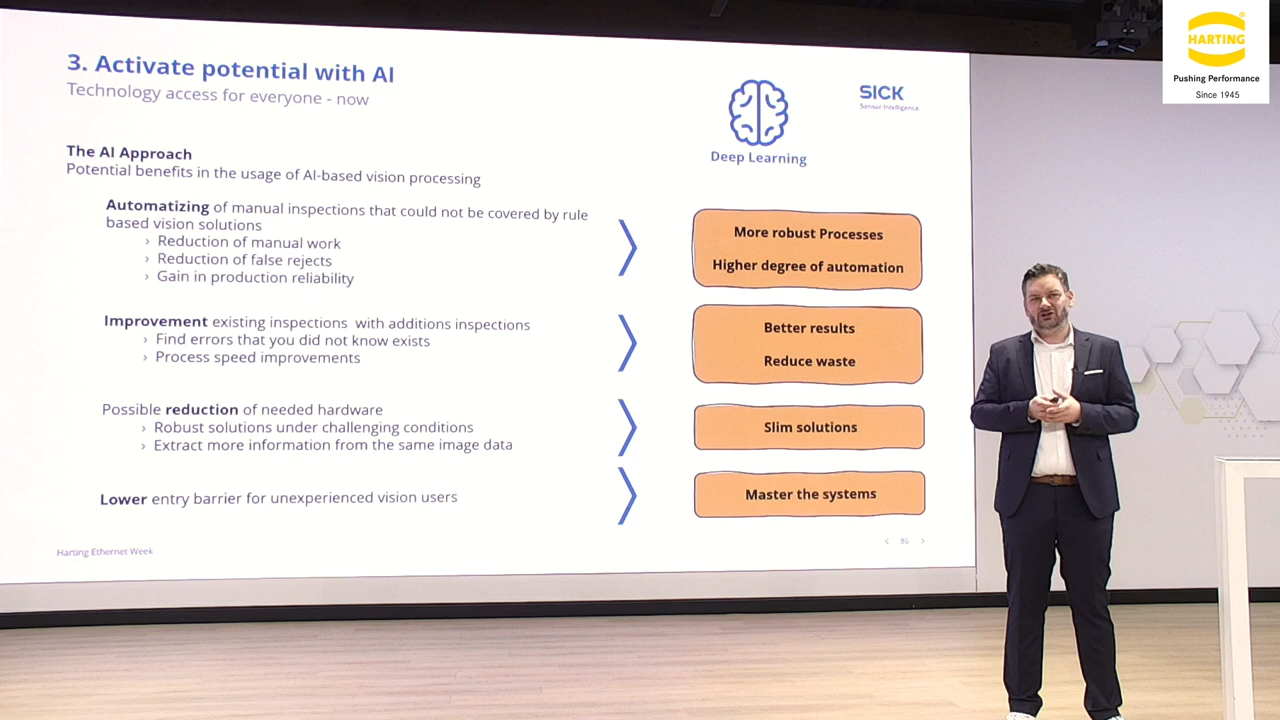 3. Activate potential with AI
Technology access for everyone - now
SICK
Sensor Intelligence.
Deep Learning
HARTING
Pushing Performance
Since 1945
The AI Approach
Potential benefits in the usage of AI-based vision processing
Automatizing of manual inspections that could not be covered by rule
based vision solutions
› Reduction of manual work
› Reduction of false rejects
› Gain in production reliability
More robust Processes
Higher degree of automation
Improvement existing inspections with additions inspections
› Find errors that you did not know exists
› Process speed improvements
Better results
Reduce waste
Possible reduction of needed hardware
› Robust solutions under challenging conditions
› Extract more information from the same image data
Slim solutions
Lower entry barrier for unexperienced vision users
Master the systems
Harting Ethernet Week